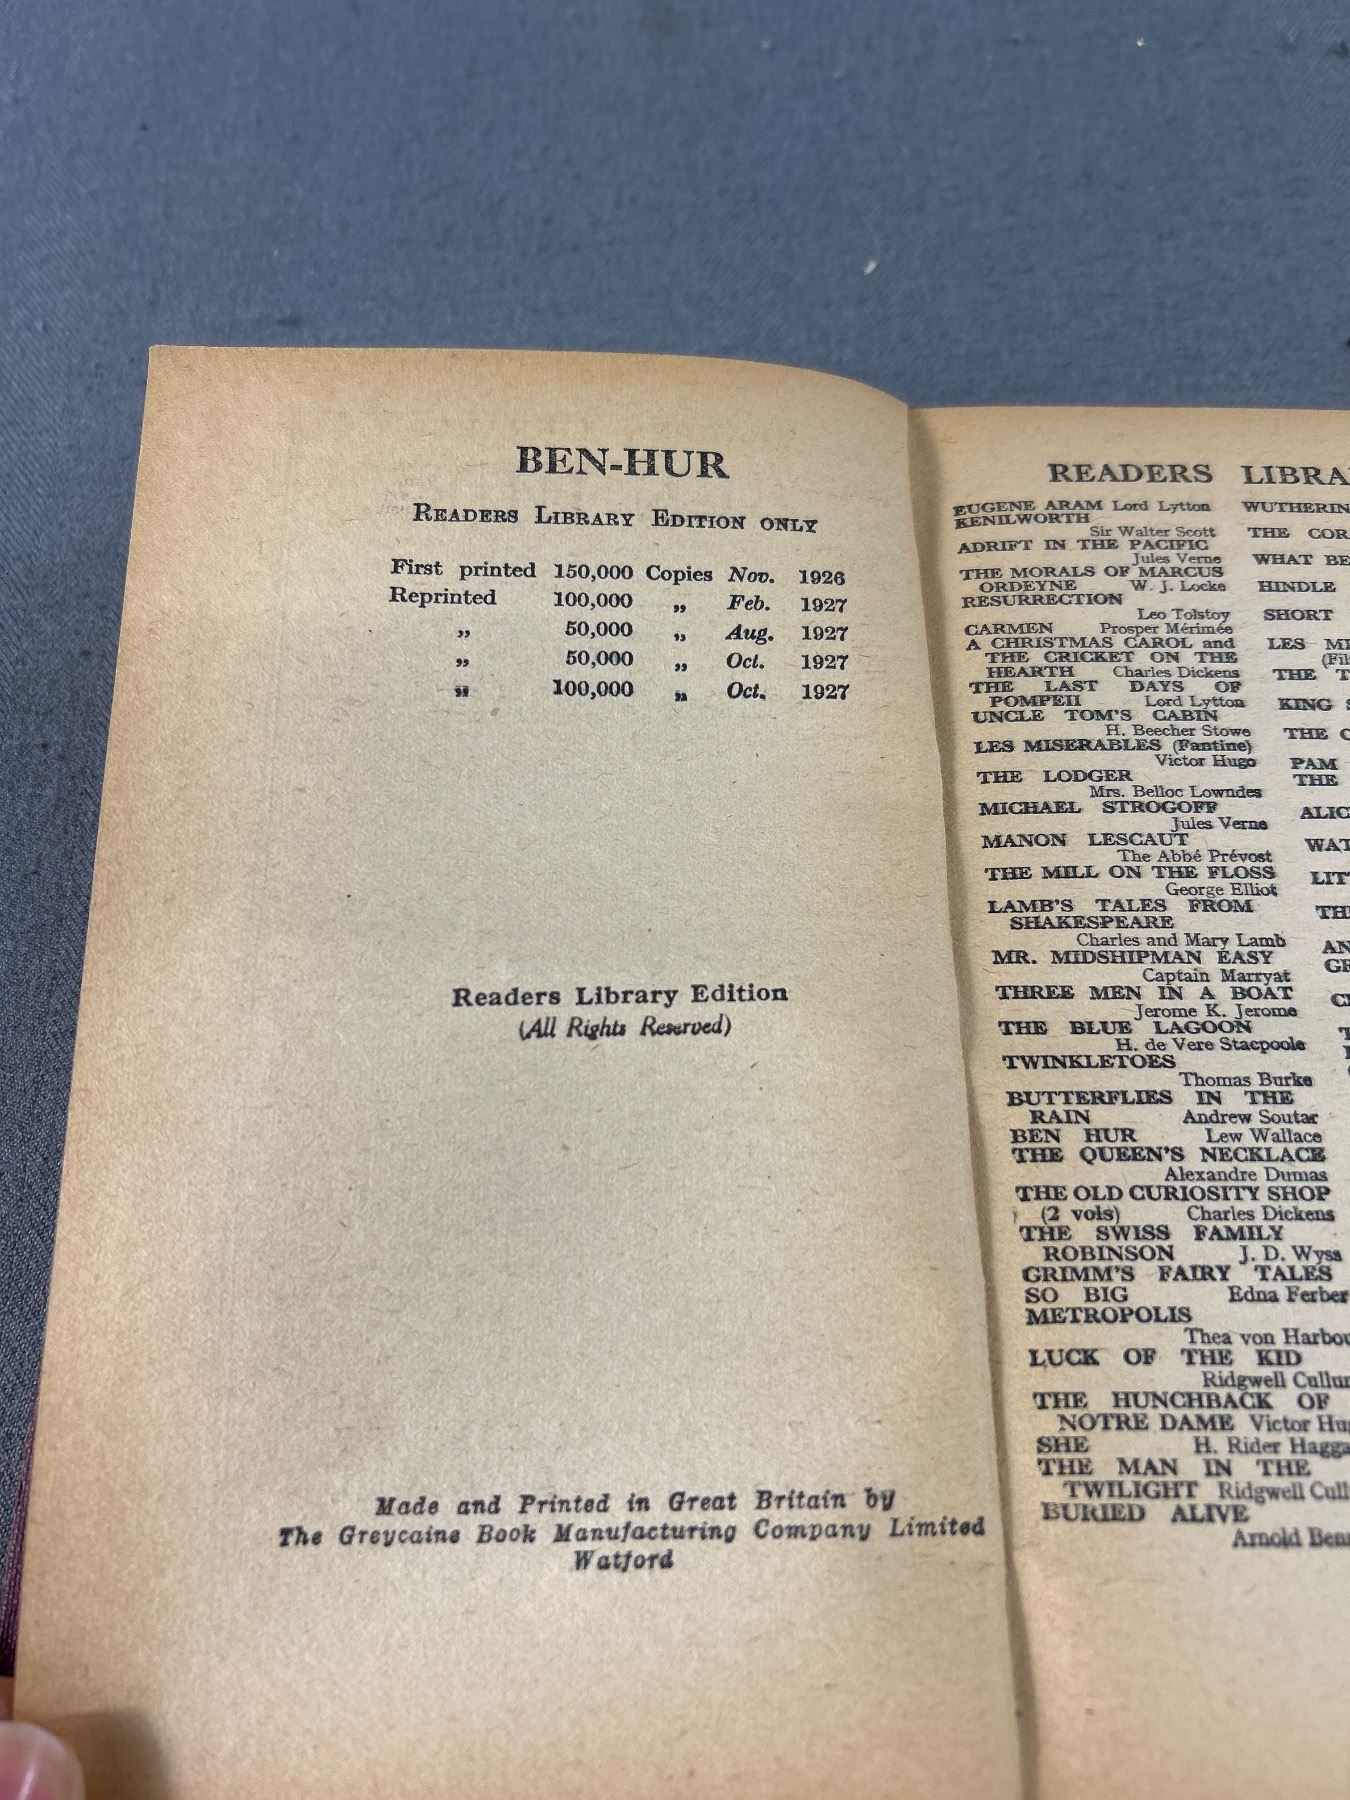 BEN-HUR
READERS LIBRARY EDITION ONLY
First printed 150,000 Copies Nov. 1926
Reprinted 100,000 „ Feb. 1927
„ 50,000 „ Aug. 1927
„ 50,000 „ Oct. 1927
„ 100,000 „ Oct. 1927
Readers Library Edition
(All Rights Reserved)
Made and Printed in Great Britain by
The Greycaine Book Manufacturing Company Limited
Watford
READERS
EUGENE ARAM Lord Lytton
KENILWORTH
Sir Walter Scott
ADRIFT IN THE PACIFIC
Jules Verne
THE MORALS OF MARCUS
ORDEYNE W. J. Locke
RESURRECTION
Leo Tolstoy
CARMEN Prosper Mérimée
A CHRISTMAS CAROL and
THE CRICKET ON THE
HEARTH Charles Dickens
THE LAST DAYS OF
POMPEII Lord Lytton
UNCLE TOM'S CABIN
H. Beecher Stowe
LES MISERABLES (Fantine)
Victor Hugo
THE LODGER
Mrs. Belloc Lowndes
MICHAEL STROGOFF
Jules Verne
MANON LESCAUT
The Abbé Prévost
THE MILL ON THE FLOSS
George Elliot
LAMB'S TALES FROM
SHAKESPEARE
Charles and Mary Lamb
MR. MIDSHIPMAN EASY
Captain Marryat
THREE MEN IN A BOAT
Jerome K. Jerome
THE BLUE LAGOON
H. de Vere Stacpoole
TWINKLETOES
Thomas Burke
BUTTERFLIES IN THE
RAIN Andrew Soutar
BEN HUR Lew Wallace
THE QUEEN'S NECKLACE
Alexandre Dumas
THE OLD CURIOSITY SHOP
(2 vols) Charles Dickens
THE SWISS FAMILY
ROBINSON J. D. Wyss
GRIMM'S FAIRY TALES
SO BIG Edna Ferber
METROPOLIS
Thea von
LUCK OF THE KID
Ridgwell
THE HUNCHBACK OF
NOTRE DAME Victor
SHE H. Rider
THE MAN IN THE
TWILIGHT Ridgwell
BURIED ALIVE
Arnold
THE
WHAT
HINDLE
SHORT
LES
THE
KING
THE
PAM
THE